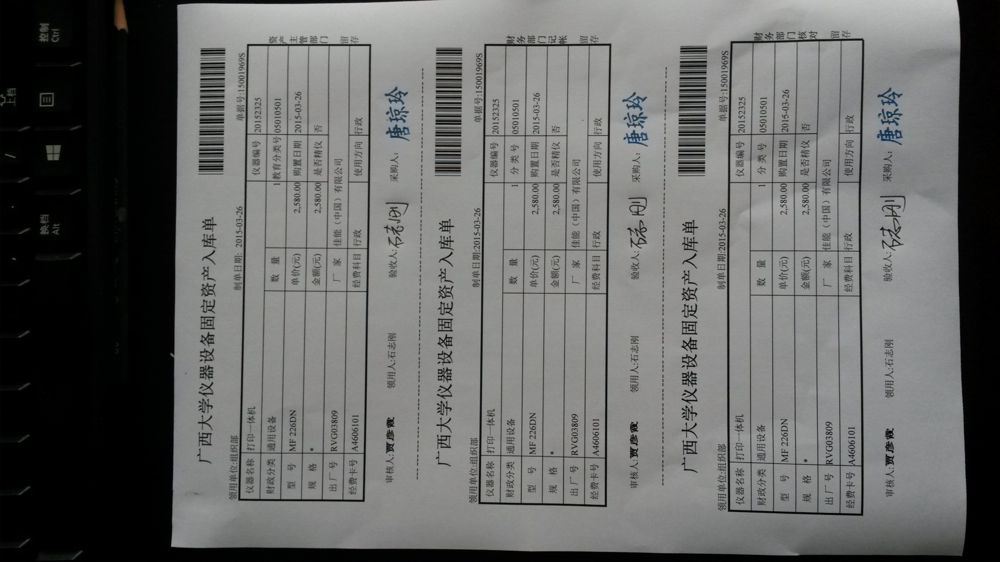 广西大学仪器设备固定资产入库单
领用单位:组织部 制单日期: 2015-03-26 单据号:15001969S
仪器名称 打印一体机 仪器编号 20152325
财政分类 通用设备 数 量 1 教育分类号 05010501
型 号 MF 226DN 单价(元) 2,580.00 购置日期 2015-03-26
规 格 * 金额(元) 2,580.00 是否精仪 否
出 厂 号 RVG03809 厂 家 佳能（中国）有限公司
经费卡号 A4606101 经费科目 行政 使用方向 行政
资产主管部门 留存
审核人:贾彦霞 领用人:石志刚 验收人:石志刚 采购人: 唐琼玲
广西大学仪器设备固定资产入库单
领用单位:组织部 制单日期:2015-03-26 单据号:15001969S
仪器名称 打印一体机 仪器编号 20152325
财政分类 通用设备 数 量 1 分 类 号 05010501
型 号 MF 226DN 单价(元) 2,580.00 购置日期 2015-03-26
规 格 * 金额(元) 2,580.00 是否精仪 否
出 厂 号 RVG03809 厂 家 佳能（中国）有限公司
经费卡号 A4606101 经费科目 行政 使用方向 行政
财务部门记帐 留存
审核人:贾彦霞 领用人:石志刚 验收人:石志刚 采购人: 唐琼玲
广西大学仪器设备固定资产入库单
领用单位:组织部 制单日期:2015-03-26 单据号:15001969S
仪器名称 打印一体机 仪器编号 20152325
财政分类 通用设备 数 量 1 分 类 号 05010501
型 号 MF 226DN 单价(元) 2,580.00 购置日期 2015-03-26
规 格 * 金额(元) 2,580.00 是否精仪 否
出 厂 号 RVG03809 厂 家 佳能（中国）有限公司
经费卡号 A4606101 经费科目 行政 使用方向 行政
财务部门核对 留存
审核人:贾彦霞 领用人:石志刚 验收人:石志刚 采购人: 唐琼玲
换档
Alt
控制
Ctrl
上档